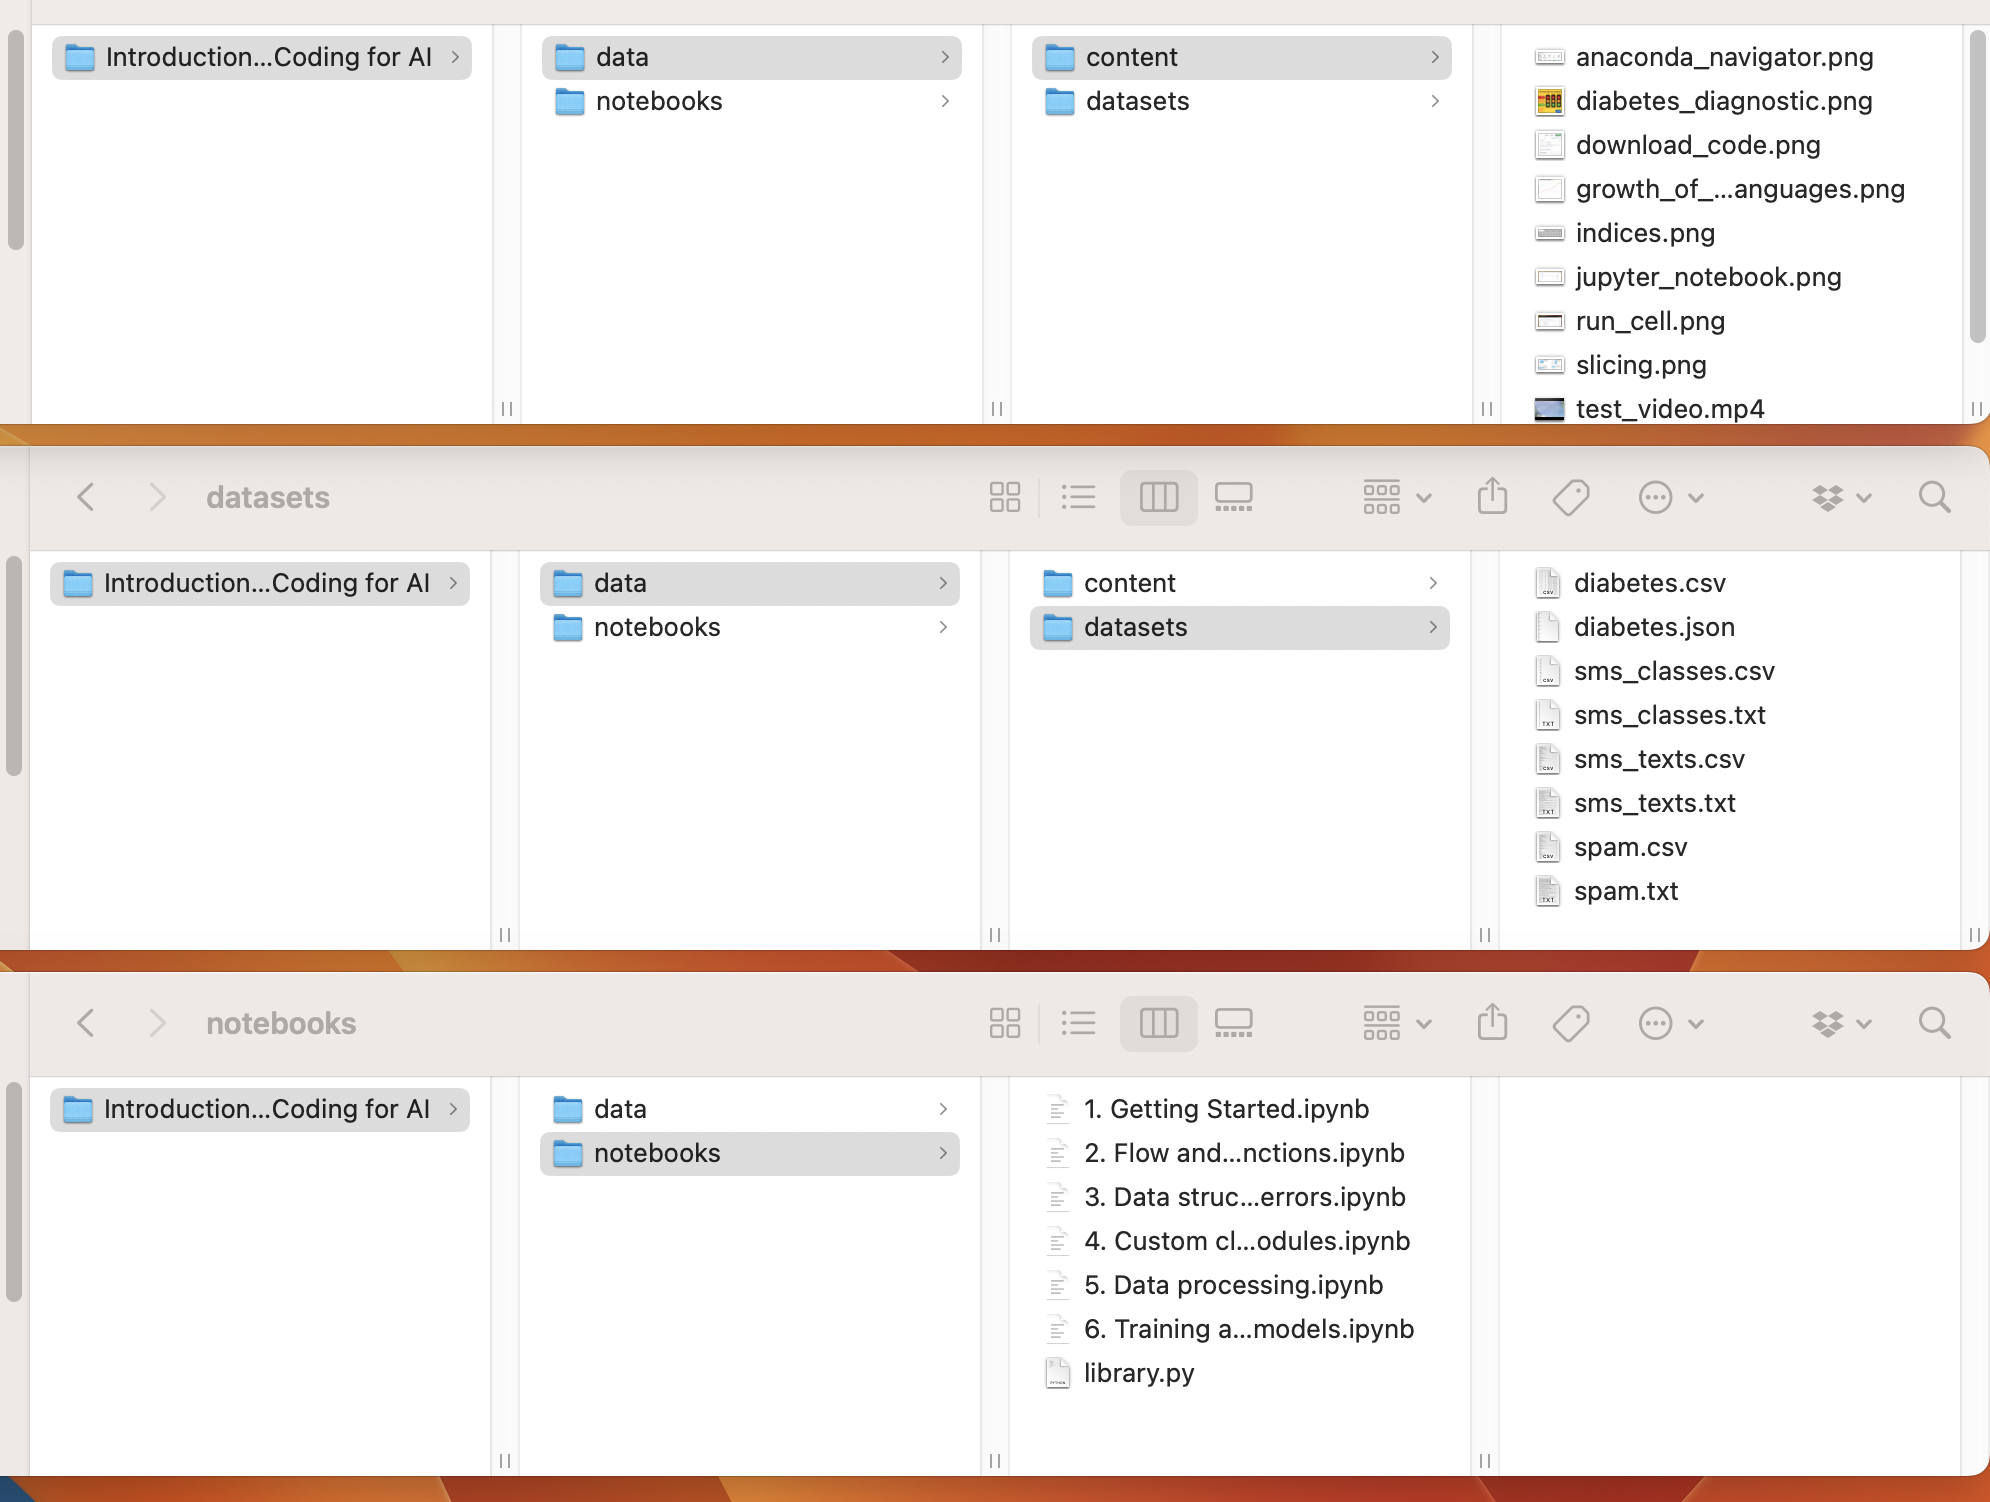 Introduction...Coding for AI
data
notebooks
content
datasets
anaconda_navigator.png
diabetes_diagnostic.png
download_code.png
growth_of_...anguages.png
indices.png
jupyter_notebook.png
run_cell.png
slicing.png
test_video.mp4
datasets
Introduction...Coding for AI
data
notebooks
content
datasets
diabetes.csv
diabetes.json
sms_classes.csv
sms_classes.txt
sms_texts.csv
sms_texts.txt
spam.csv
spam.txt
notebooks
Introduction...Coding for AI
data
notebooks
1. Getting Started.ipynb
2. Flow and...nctions.ipynb
3. Data struc...errors.ipynb
4. Custom cl...odules.ipynb
5. Data processing.ipynb
6. Training a...models.ipynb
library.py